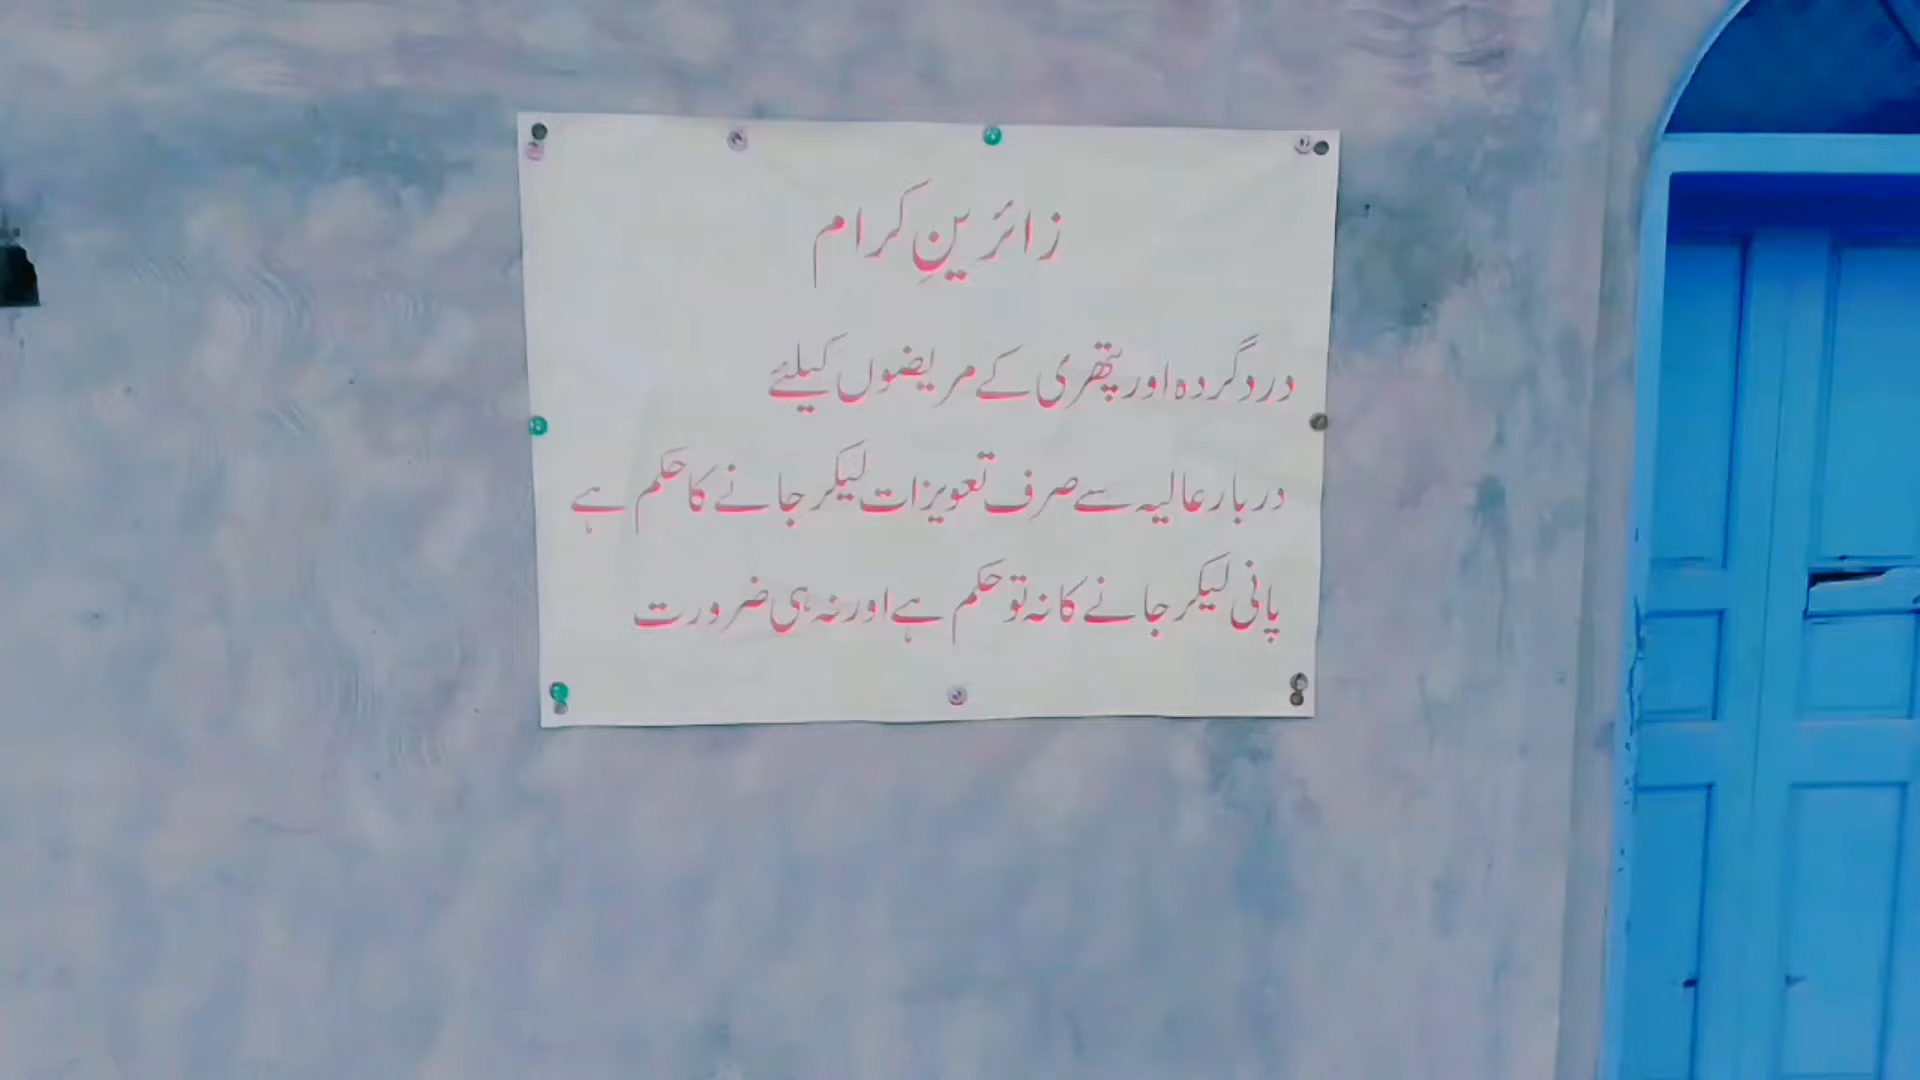 زائرینِ کرام
درد گردہ اور پتھری کے مریضوں کیلئے
دربار عالیہ سے صرف تعویزات لیکر جانے کا حکم ہے
پانی لیکر جانے کا نہ تو حکم ہے اور نہ ہی ضرورت